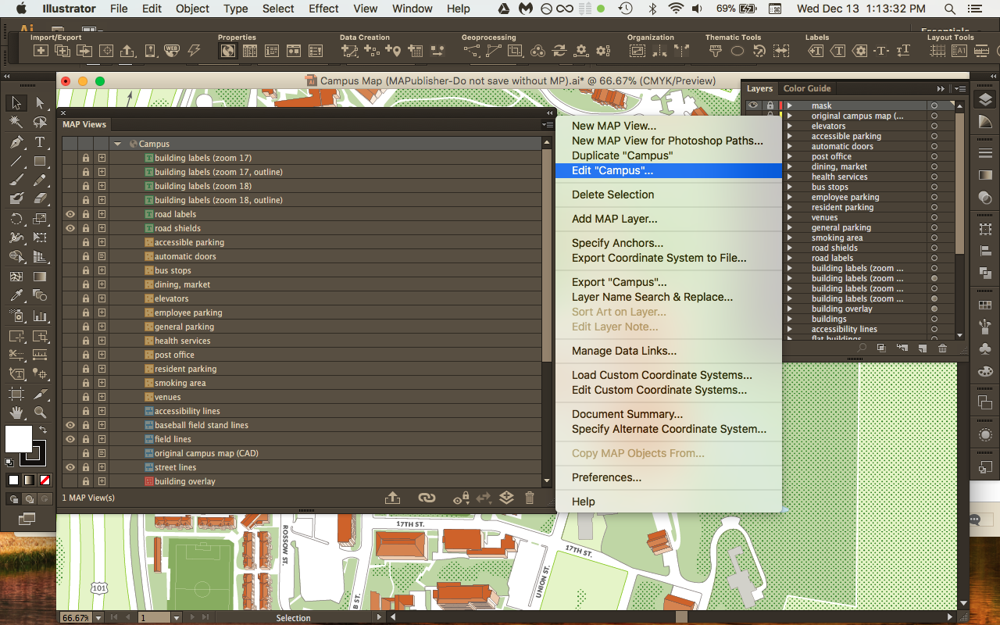 Illustrator File Edit Object Type Select Effect View Window Help 69% Wed Dec 13 1:13:32 PM
Ai Essentials
Import/Export Properties Data Creation Geoprocessing Organization Thematic Tools Labels Layout Tools
WEB
Campus Map (MAPublisher-Do not save without MP).ai* @ 66.67% (CMYK/Preview)
MAP Views
Campus
building labels (zoom 17)
building labels (zoom 17, outline)
building labels (zoom 18)
building labels (zoom 18, outline)
road labels
road shields
accessible parking
automatic doors
bus stops
dining, market
elevators
employee parking
general parking
health services
post office
resident parking
smoking area
venues
accessibility lines
baseball field stand lines
field lines
original campus map (CAD)
street lines
building overlay
1 MAP View(s)
New MAP View...
New MAP View for Photoshop Paths...
Duplicate "Campus"
Edit "Campus"...
Delete Selection
Add MAP Layer...
Specify Anchors...
Export Coordinate System to File...
Export "Campus"...
Layer Name Search & Replace...
Sort Art on Layer...
Edit Layer Note...
Manage Data Links...
Load Custom Coordinate Systems...
Edit Custom Coordinate Systems...
Document Summary...
Specify Alternate Coordinate System...
Copy MAP Objects From...
Preferences...
Help
Layers Color Guide
mask
original campus map (...
elevators
accessible parking
automatic doors
post office
dining, market
health services
bus stops
employee parking
resident parking
venues
general parking
smoking area
road shields
road labels
building labels (zoom ...
building labels (zoom ...
building labels (zoom ...
building labels (zoom ...
building overlay
buildings
accessibility lines
flat buildings
17TH ST.
ROSSOW ST.
17TH ST.
UNION ST.
101
B ST.
66.67% 1 Selection